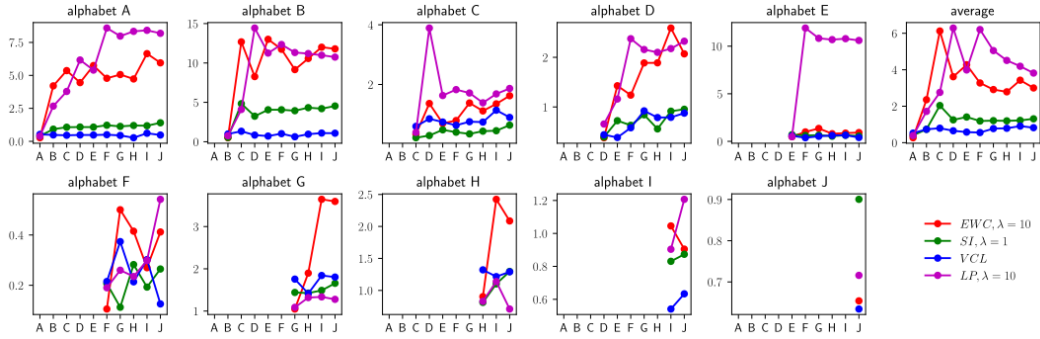 alphabet A alphabet B alphabet C alphabet D alphabet E average
7.5 5.0 2.5 0.0
15 10 5 0
4 2
2 1
10 5 0
6 4 2 0
A B C D E F G H I J A B C D E F G H I J A B C D E F G H I J A B C D E F G H I J A B C D E F G H I J A B C D E F G H I J
alphabet F alphabet G alphabet H alphabet I alphabet J
0.4 0.2
3 2 1
2.5 2.0 1.5 1.0
1.2 1.0 0.8 0.6
0.9 0.8 0.7
EWC, λ = 10
SI, λ = 1
VCL
LP, λ = 10
A B C D E F G H I J A B C D E F G H I J A B C D E F G H I J A B C D E F G H I J A B C D E F G H I J